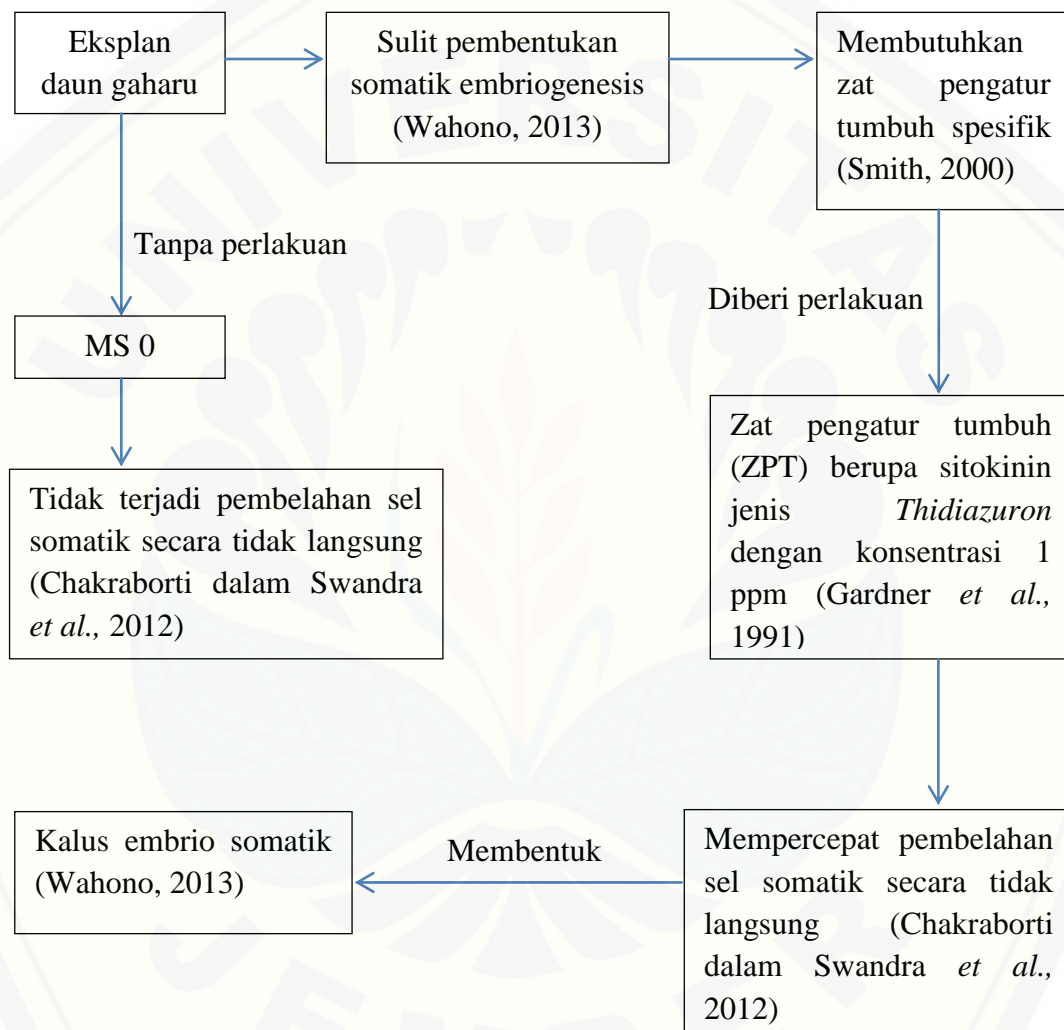 Eksplan
daun gaharu
Sulit pembentukan
somatik embriogenesis
(Wahono, 2013)
Membutuhkan
zat pengatur
tumbuh spesifik
(Smith, 2000)
Tanpa perlakuan
Diberi perlakuan
MS 0
Zat pengatur tumbuh
(ZPT) berupa sitokinin
jenis Thidiazuron
dengan konsentrasi 1
ppm (Gardner et al.,
1991)
Tidak terjadi pembelahan sel
somatik secara tidak langsung
(Chakraborti dalam Swandra
et al., 2012)
Kalus embrio somatik
(Wahono, 2013)
Membentuk
Mempercepat pembelahan
sel somatik secara tidak
langsung (Chakraborti
dalam Swandra et al.,
2012)
UNIVERSITAS
JEMBER